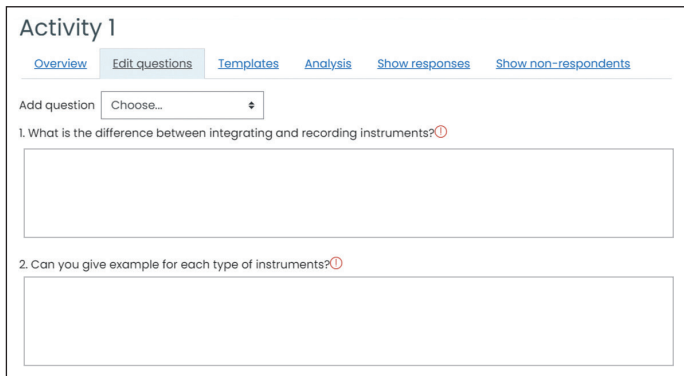 Activity 1
Overview Edit questions Templates Analysis Show responses Show non-respondents
Add question Choose...
1. What is the difference between integrating and recording instruments?
2. Can you give example for each type of instruments?